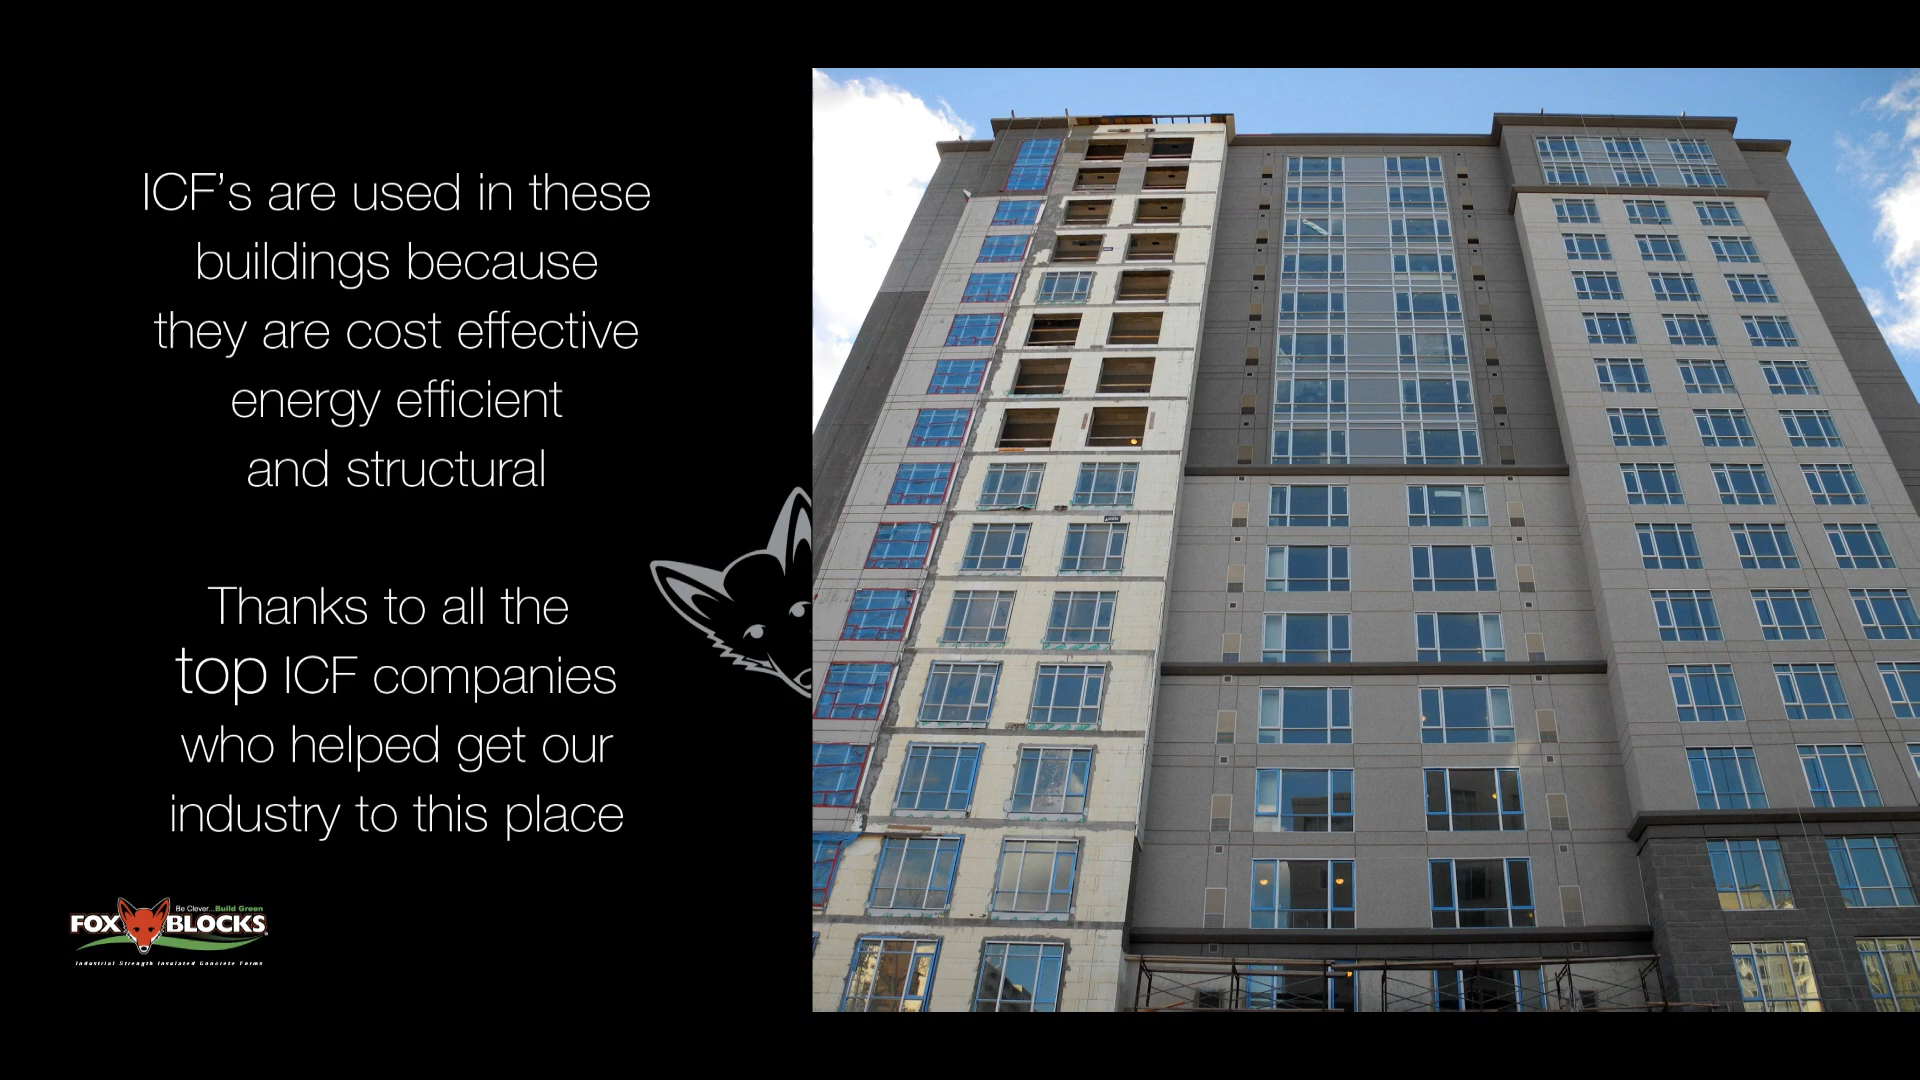 ICF’s are used in these
buildings because
they are cost effective
energy efficient
and structural
Thanks to all the
top ICF companies
who helped get our
industry to this place
Be Clever...Build Green
FOX BLOCKS
Industrial Strength Insulated Concrete Forms